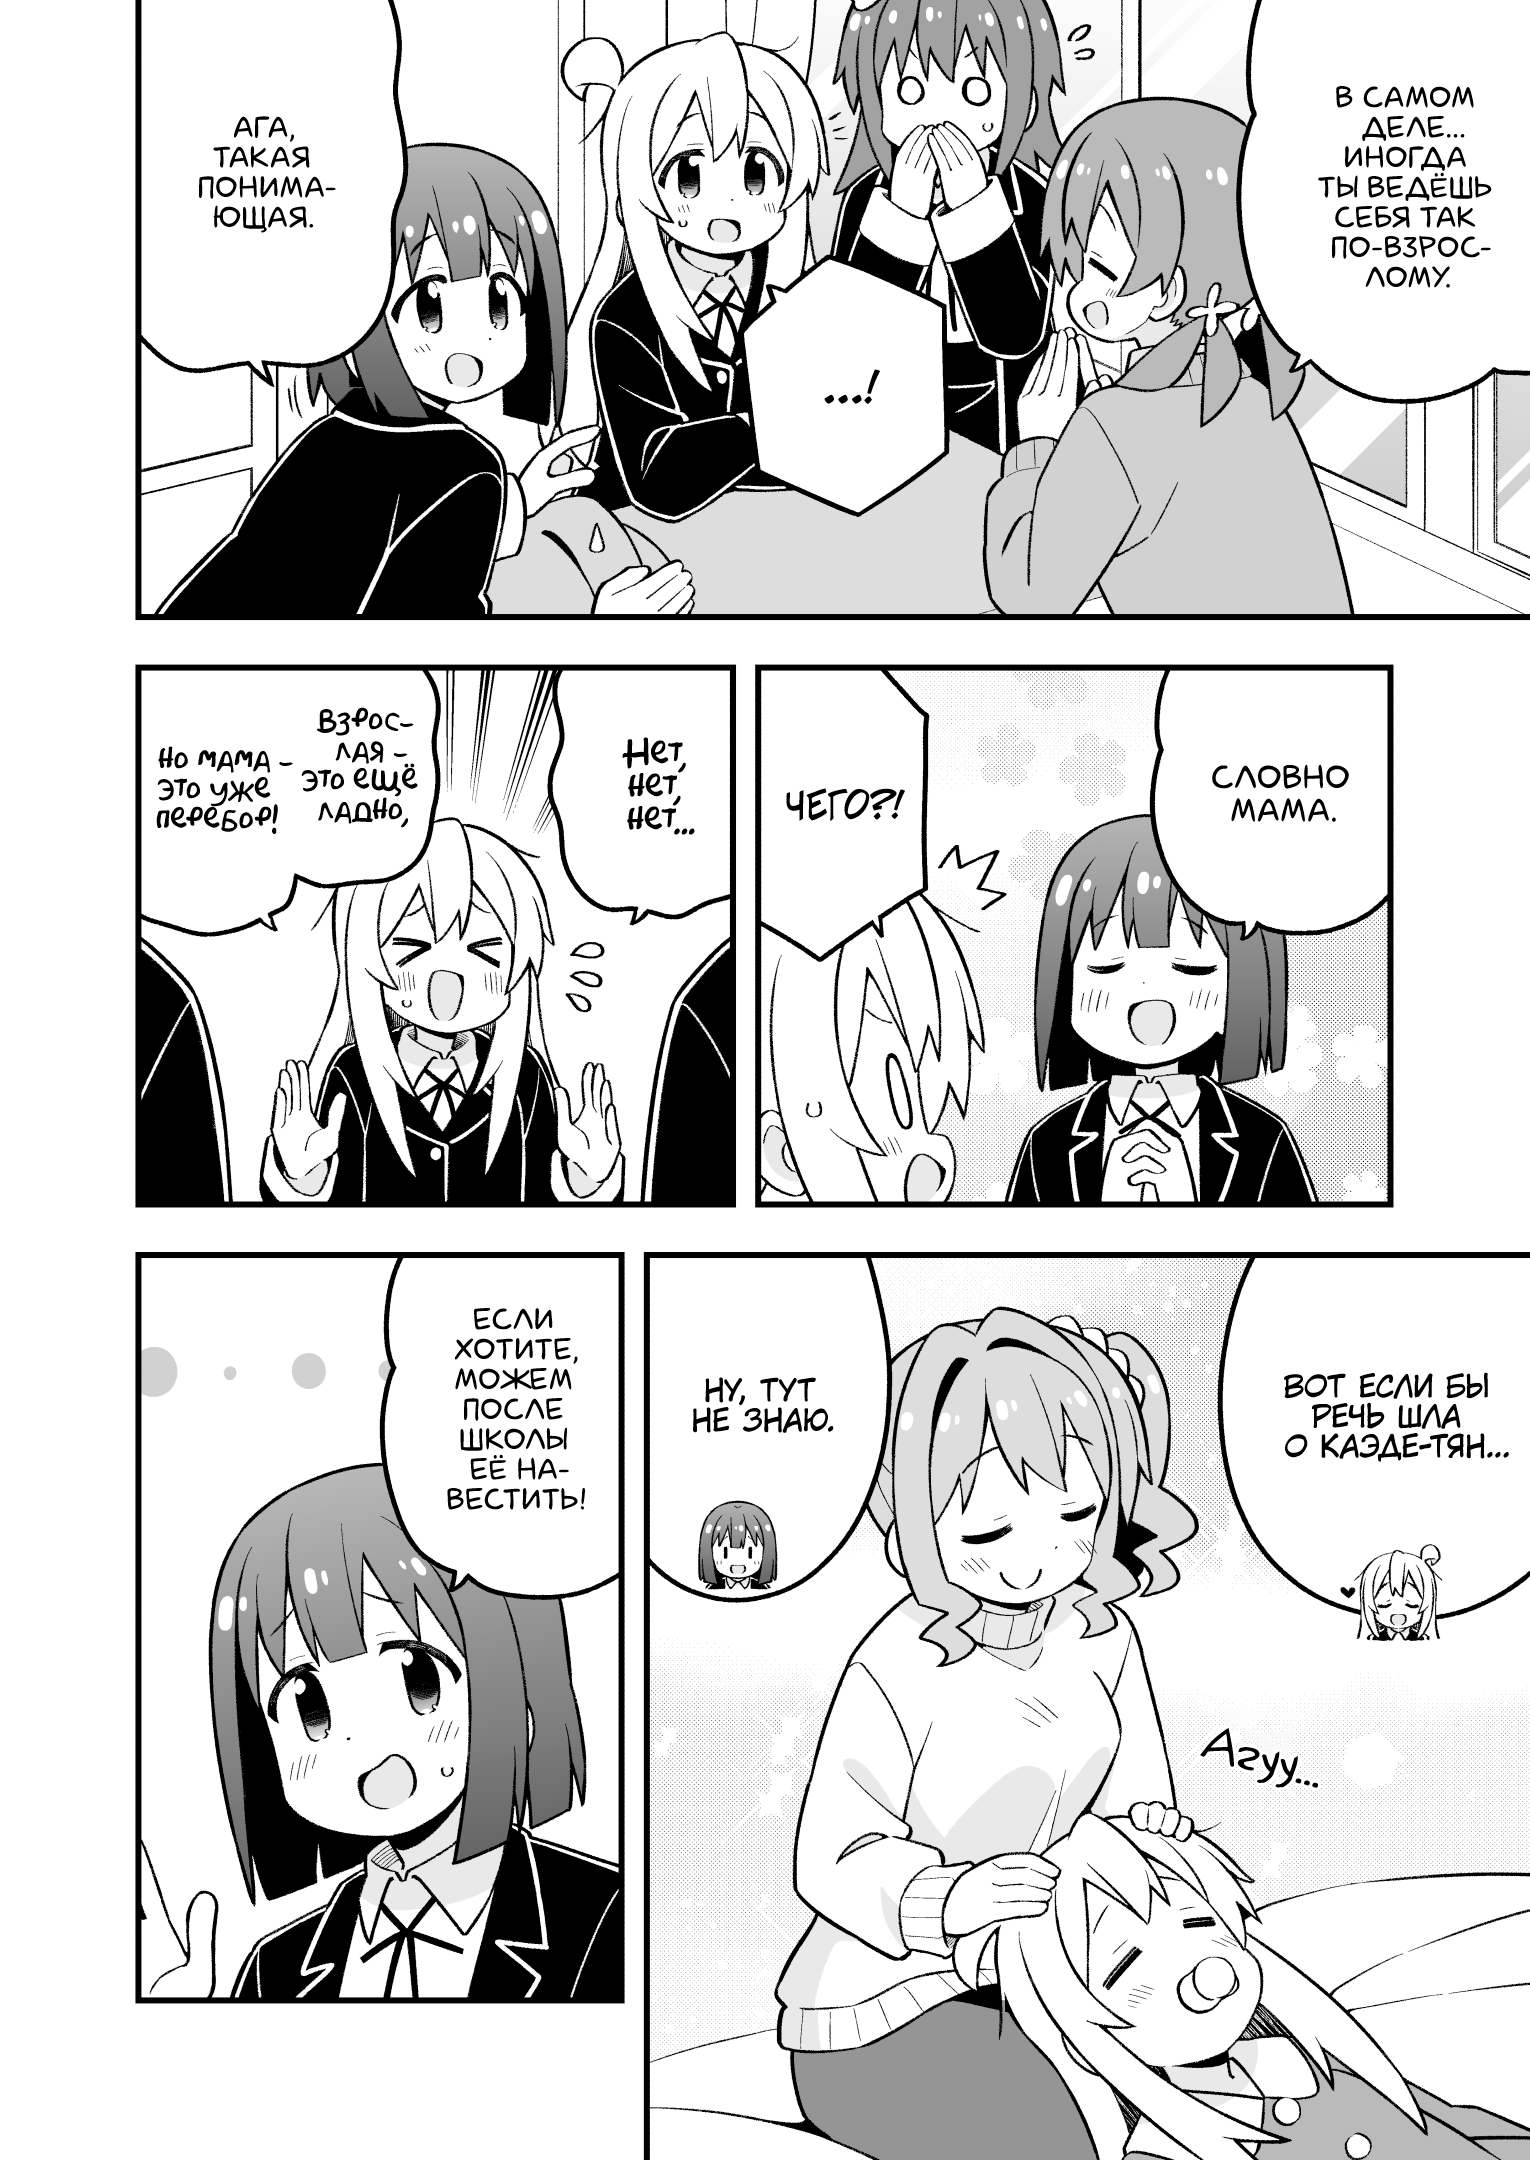 В САМОМ
ДЕЛЕ...
ИНОГДА
ТЫ ВЕДЁШЬ
СЕБЯ ТАК
ПО-ВЗРОС-
ЛОМУ.
...!
АГА,
ТАКАЯ
ПОНИМА-
ЮЩАЯ.
СЛОВНО
МАМА.
ЧЕГО?!
НЕТ,
НЕТ,
НЕТ...
ВЗРОС-
ЛАЯ -
ЭТО ЕЩЁ
ЛАДНО,
НО МАМА -
ЭТО УЖЕ
ПЕРЕБОР!
ВОТ ЕСЛИ БЫ
РЕЧЬ ШЛА
О КАЭДЕ-ТЯН...
НУ, ТУТ
НЕ ЗНАЮ.
Агуу...
ЕСЛИ
ХОТИТЕ,
МОЖЕМ
ПОСЛЕ
ШКОЛЫ
ЕЁ НА-
ВЕСТИТЬ!